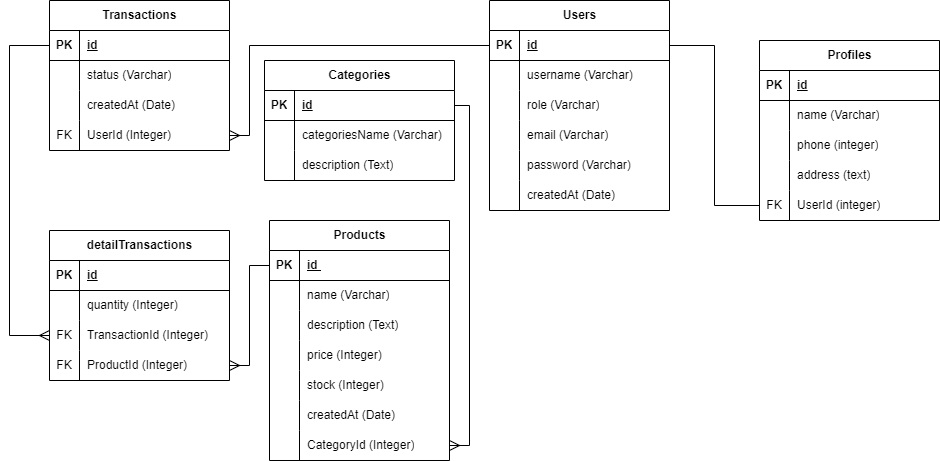 Transactions
PK id
status (Varchar)
createdAt (Date)
FK UserId (Integer)
Categories
PK id
categoriesName (Varchar)
description (Text)
Users
PK id
username (Varchar)
role (Varchar)
email (Varchar)
password (Varchar)
createdAt (Date)
Profiles
PK id
name (Varchar)
phone (integer)
address (text)
FK UserId (integer)
detailTransactions
PK id
quantity (Integer)
FK TransactionId (Integer)
FK ProductId (Integer)
Products
PK id
name (Varchar)
description (Text)
price (Integer)
stock (Integer)
createdAt (Date)
CategoryId (Integer)